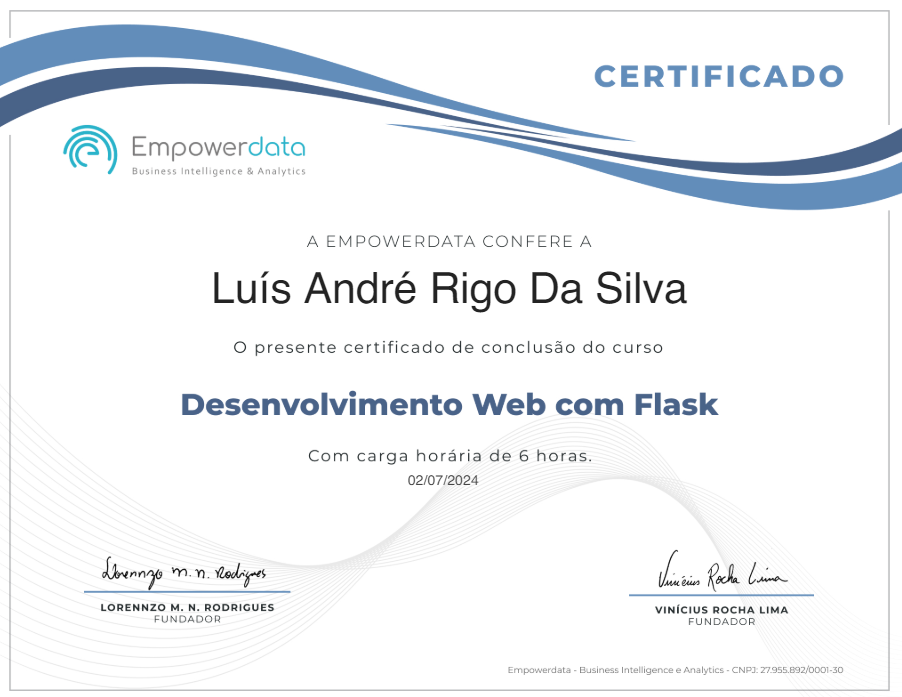 CERTIFICADO
Empowerdata
Business Intelligence & Analytics
A EMPOWERDATA CONFERE A
Luís André Rigo Da Silva
O presente certificado de conclusão do curso
Desenvolvimento Web com Flask
Com carga horária de 6 horas.
02/07/2024
Lorennzo M. N. Rodrigues
LORENNZO M. N. RODRIGUES
FUNDADOR
Vinícius Rocha Lima
VINÍCIUS ROCHA LIMA
FUNDADOR
Empowerdata - Business Intelligence e Analytics - CNPJ: 27.955.892/0001-30